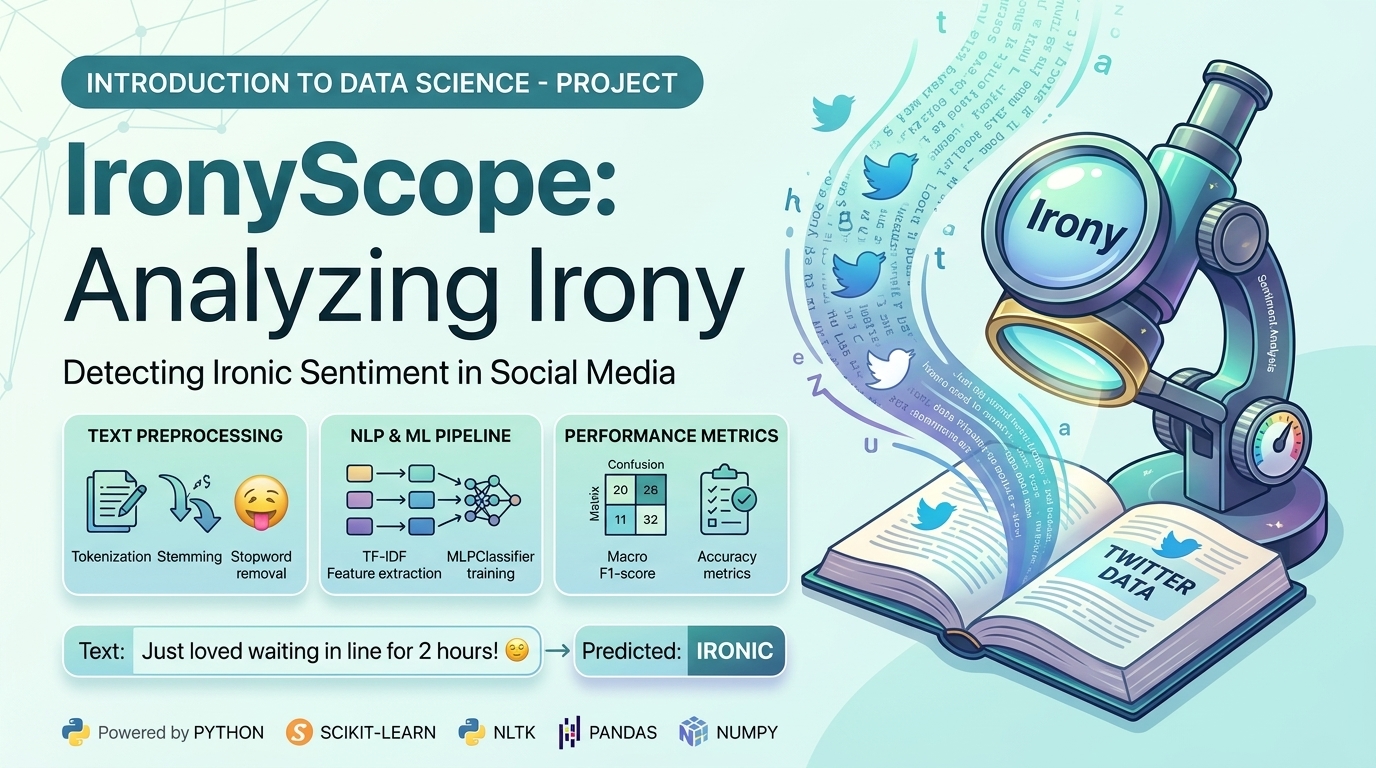 INTRODUCTION TO DATA SCIENCE - PROJECT
IronyScope:
Analyzing Irony
Detecting Ironic Sentiment in Social Media
TEXT PREPROCESSING
Tokenization
Stemming
Stopword
removal
NLP & ML PIPELINE
TF-IDF
Feature extraction
MLPClassifier
training
PERFORMANCE METRICS
Confusion
Matrix
20 26
11 32
Macro
F1-score
Accuracy
metrics
Text: Just loved waiting in line for 2 hours! 😉
Predicted: IRONIC
Powered by PYTHON
SCIKIT-LEARN
NLTK
PANDAS
NUMPY
t
a
h
t
e
N
u
a
Irony
TWITTER
DATA